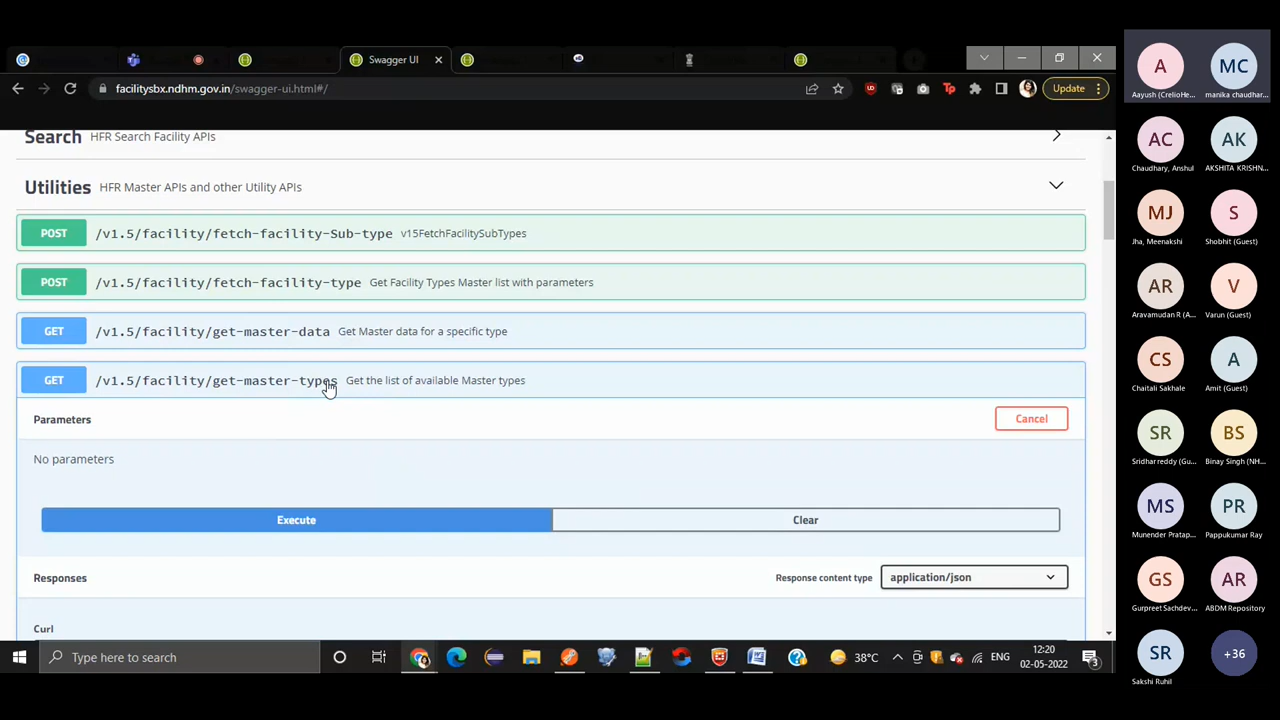 Swagger UI
facilitysbx.ndhm.gov.in/swagger-ui.html#/
Update
Search HFR Search Facility APIs
Utilities HFR Master APIs and other Utility APIs
POST /v1.5/facility/fetch-facility-Sub-type v15FetchFacilitySubTypes
POST /v1.5/facility/fetch-facility-type Get Facility Types Master list with parameters
GET /v1.5/facility/get-master-data Get Master data for a specific type
GET /v1.5/facility/get-master-types Get the list of available Master types
Parameters Cancel
No parameters
Execute Clear
Responses Response content type application/json
Curl
Type here to search
38°C ENG
12:20
02-05-2022
3
A MC
Aayush (CrelioHe... manika chaudhar...
AC AK
Chaudhary, Anshul AKSHITA KRISHN...
MJ S
Jha, Meenakshi Shobhit (Guest)
AR V
Aravamudan R (A... Varun (Guest)
CS A
Chaitali Sakhale Amit (Guest)
SR BS
Sridhar reddy (Gu... Binay Singh (NH...
MS PR
Munender Pratap... Pappukumar Ray
GS AR
Gurpreet Sachdev... ABDM Repository
SR +36
Sakshi Ruhil